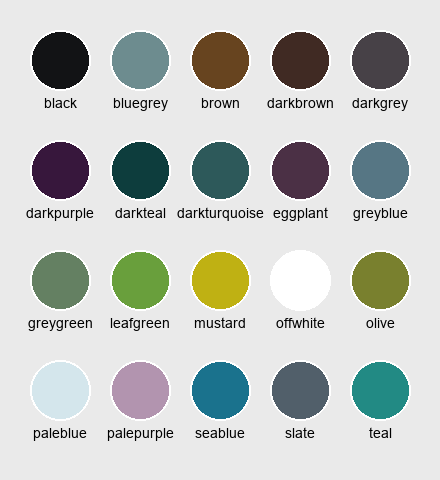 black bluegrey brown darkbrown darkgrey
darkpurple darkteal darkturquoise eggplant greyblue
greygreen leafgreen mustard offwhite olive
paleblue palepurple seablue slate teal